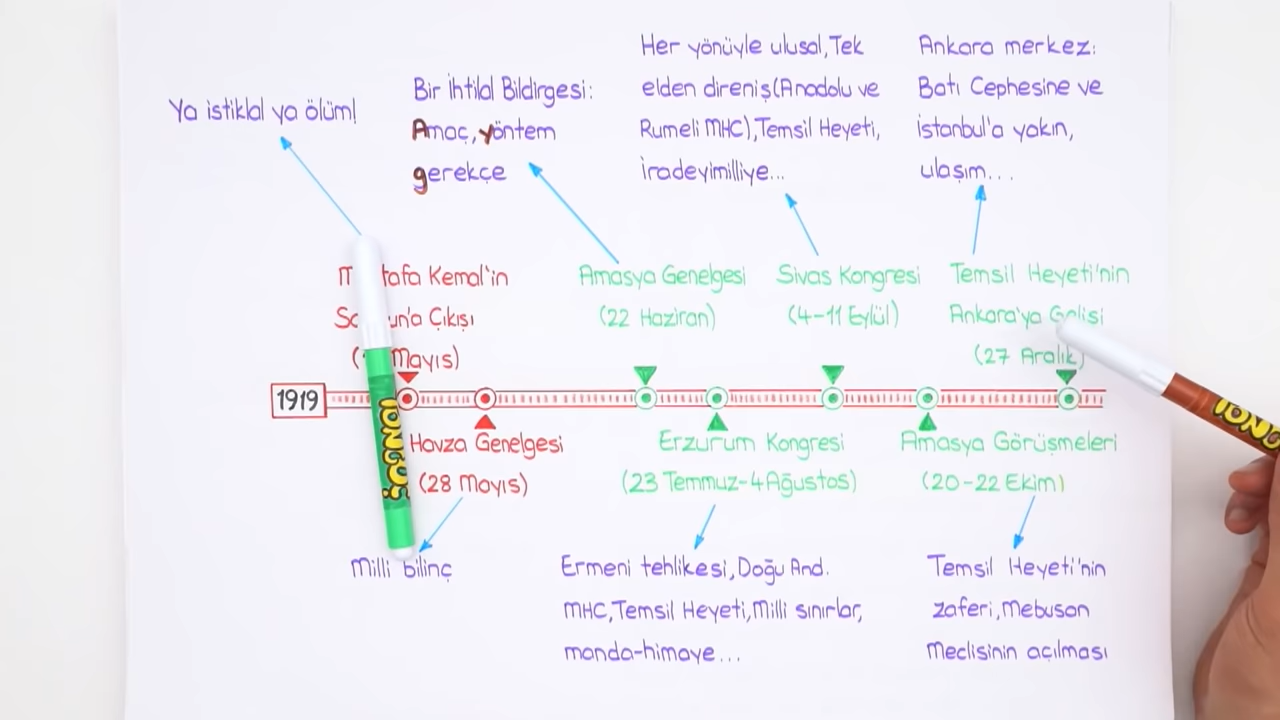 Ya istiklal ya ölüm!
Bir İhtilal Bildirgesi:
Amaç, yöntem
gerekçe
Her yönüyle ulusal, Tek
elden direniş(Anadolu ve
Rumeli MHC), Temsil Heyeti,
İradeyimilliye...
Ankara merkez:
Batı Cephesine ve
İstanbul'a yakın,
ulaşım...
Kemal'in
Çıkışı
Mayıs)
Amasya Genelgesi
(22 Haziran)
Sivas Kongresi
(4-11 Eylül)
Temsil Heyeti'nin
Ankara'ya Gelişi
(27 Aralık)
1919
Havza Genelgesi
(28 Mayıs)
Erzurum Kongresi
(23 Temmuz-4 Ağustos)
Amasya Görüşmeleri
(20-22 Ekim)
Milli bilinç
Ermeni tehlikesi, Doğu And.
MHC, Temsil Heyeti, Milli sınırlar,
manda-himaye...
Temsil Heyeti'nin
zaferi, Mebusan
Meclisinin açılması
TONGUÇ